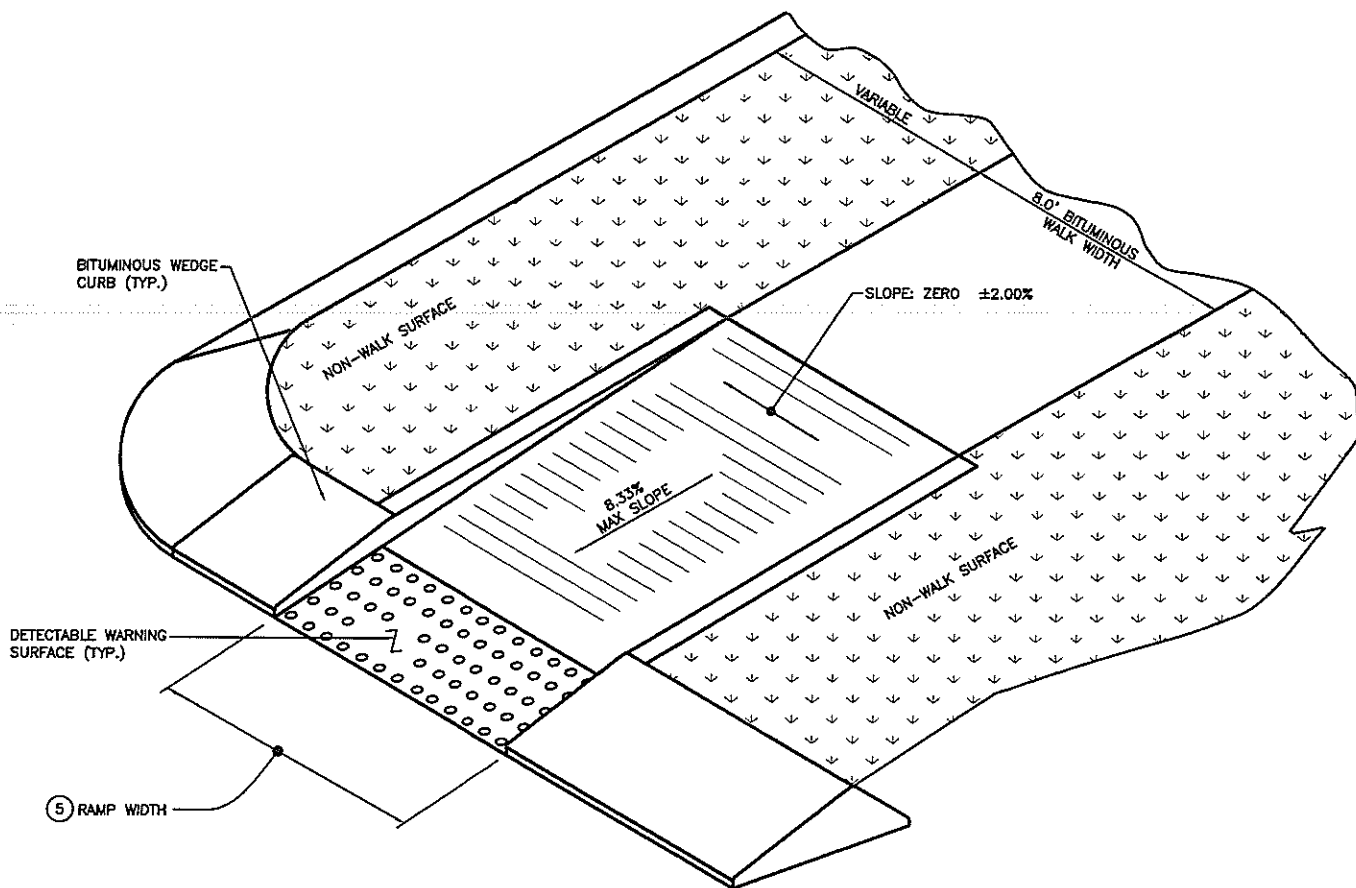 VARIABLE
8.0' BITUMINOUS
WALK WIDTH
BITUMINOUS WEDGE
CURB (TYP.)
SLOPE: ZERO ±2.00%
NON-WALK SURFACE
8.33%
MAX SLOPE
NON-WALK SURFACE
DETECTABLE WARNING
SURFACE (TYP.)
5 RAMP WIDTH